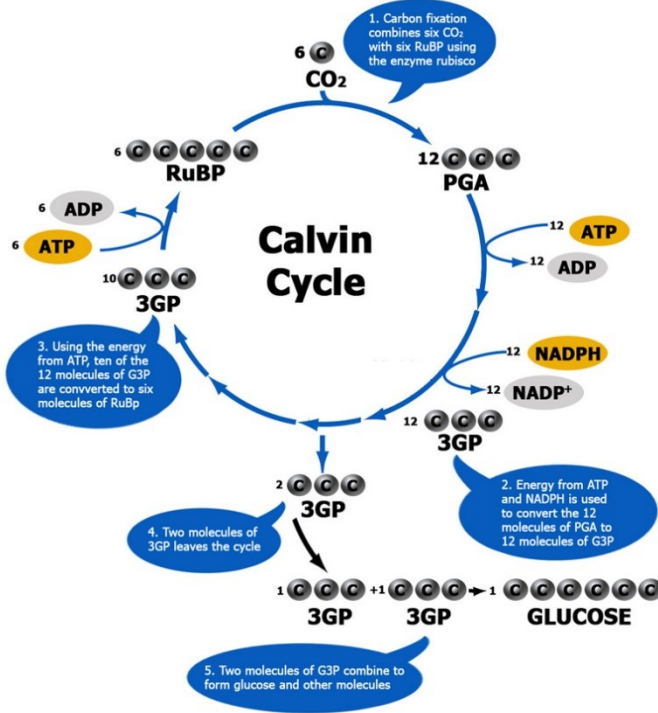 1. Carbon fixation
combines six CO₂
with six RuBP using
the enzyme rubisco
6 C
CO₂
6 C C C C C
RuBP
12 C C C
PGA
6 ADP
6 ATP
12 ATP
12 ADP
Calvin
Cycle
10 C C C
3GP
3. Using the energy
from ATP, ten of the
12 molecules of G3P
are convverted to six
molecules of RuBp
12 NADPH
12 NADP⁺
12 C C C
3GP
2. Energy from ATP
and NADPH is used
to convert the 12
molecules of PGA to
12 molecules of G3P
2 C C C
3GP
4. Two molecules of
3GP leaves the cycle
1 C C C +1 C C C 1 C C C C C C
3GP 3GP GLUCOSE
5. Two molecules of G3P combine to
form glucose and other molecules